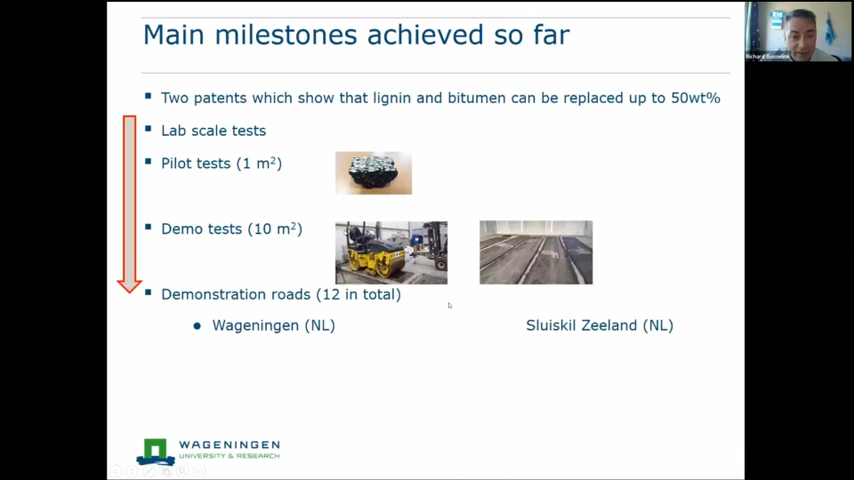 Main milestones achieved so far
Two patents which show that lignin and bitumen can be replaced up to 50wt%
Lab scale tests
Pilot tests (1 m²)
Demo tests (10 m²)
Demonstration roads (12 in total)
Wageningen (NL)
Sluiskil Zeeland (NL)
WAGENINGEN
UNIVERSITY & RESEARCH
Richard Gosselink